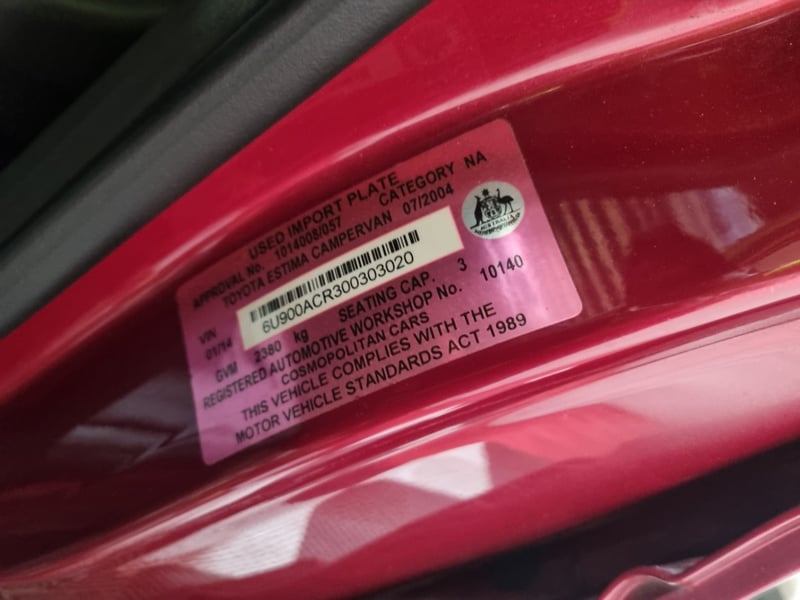 USED IMPORT PLATE
APPROVAL No. 1014008/057 CATEGORY NA
TOYOTA ESTIMA CAMPERVAN 07/2004
AUSTRALIA
VIN 6U900ACR300303020
01/14
GVM 2380 kg SEATING CAP. 3
REGISTERED AUTOMOTIVE WORKSHOP No. 10140
COSMOPOLITAN CARS
THIS VEHICLE COMPLIES WITH THE
MOTOR VEHICLE STANDARDS ACT 1989